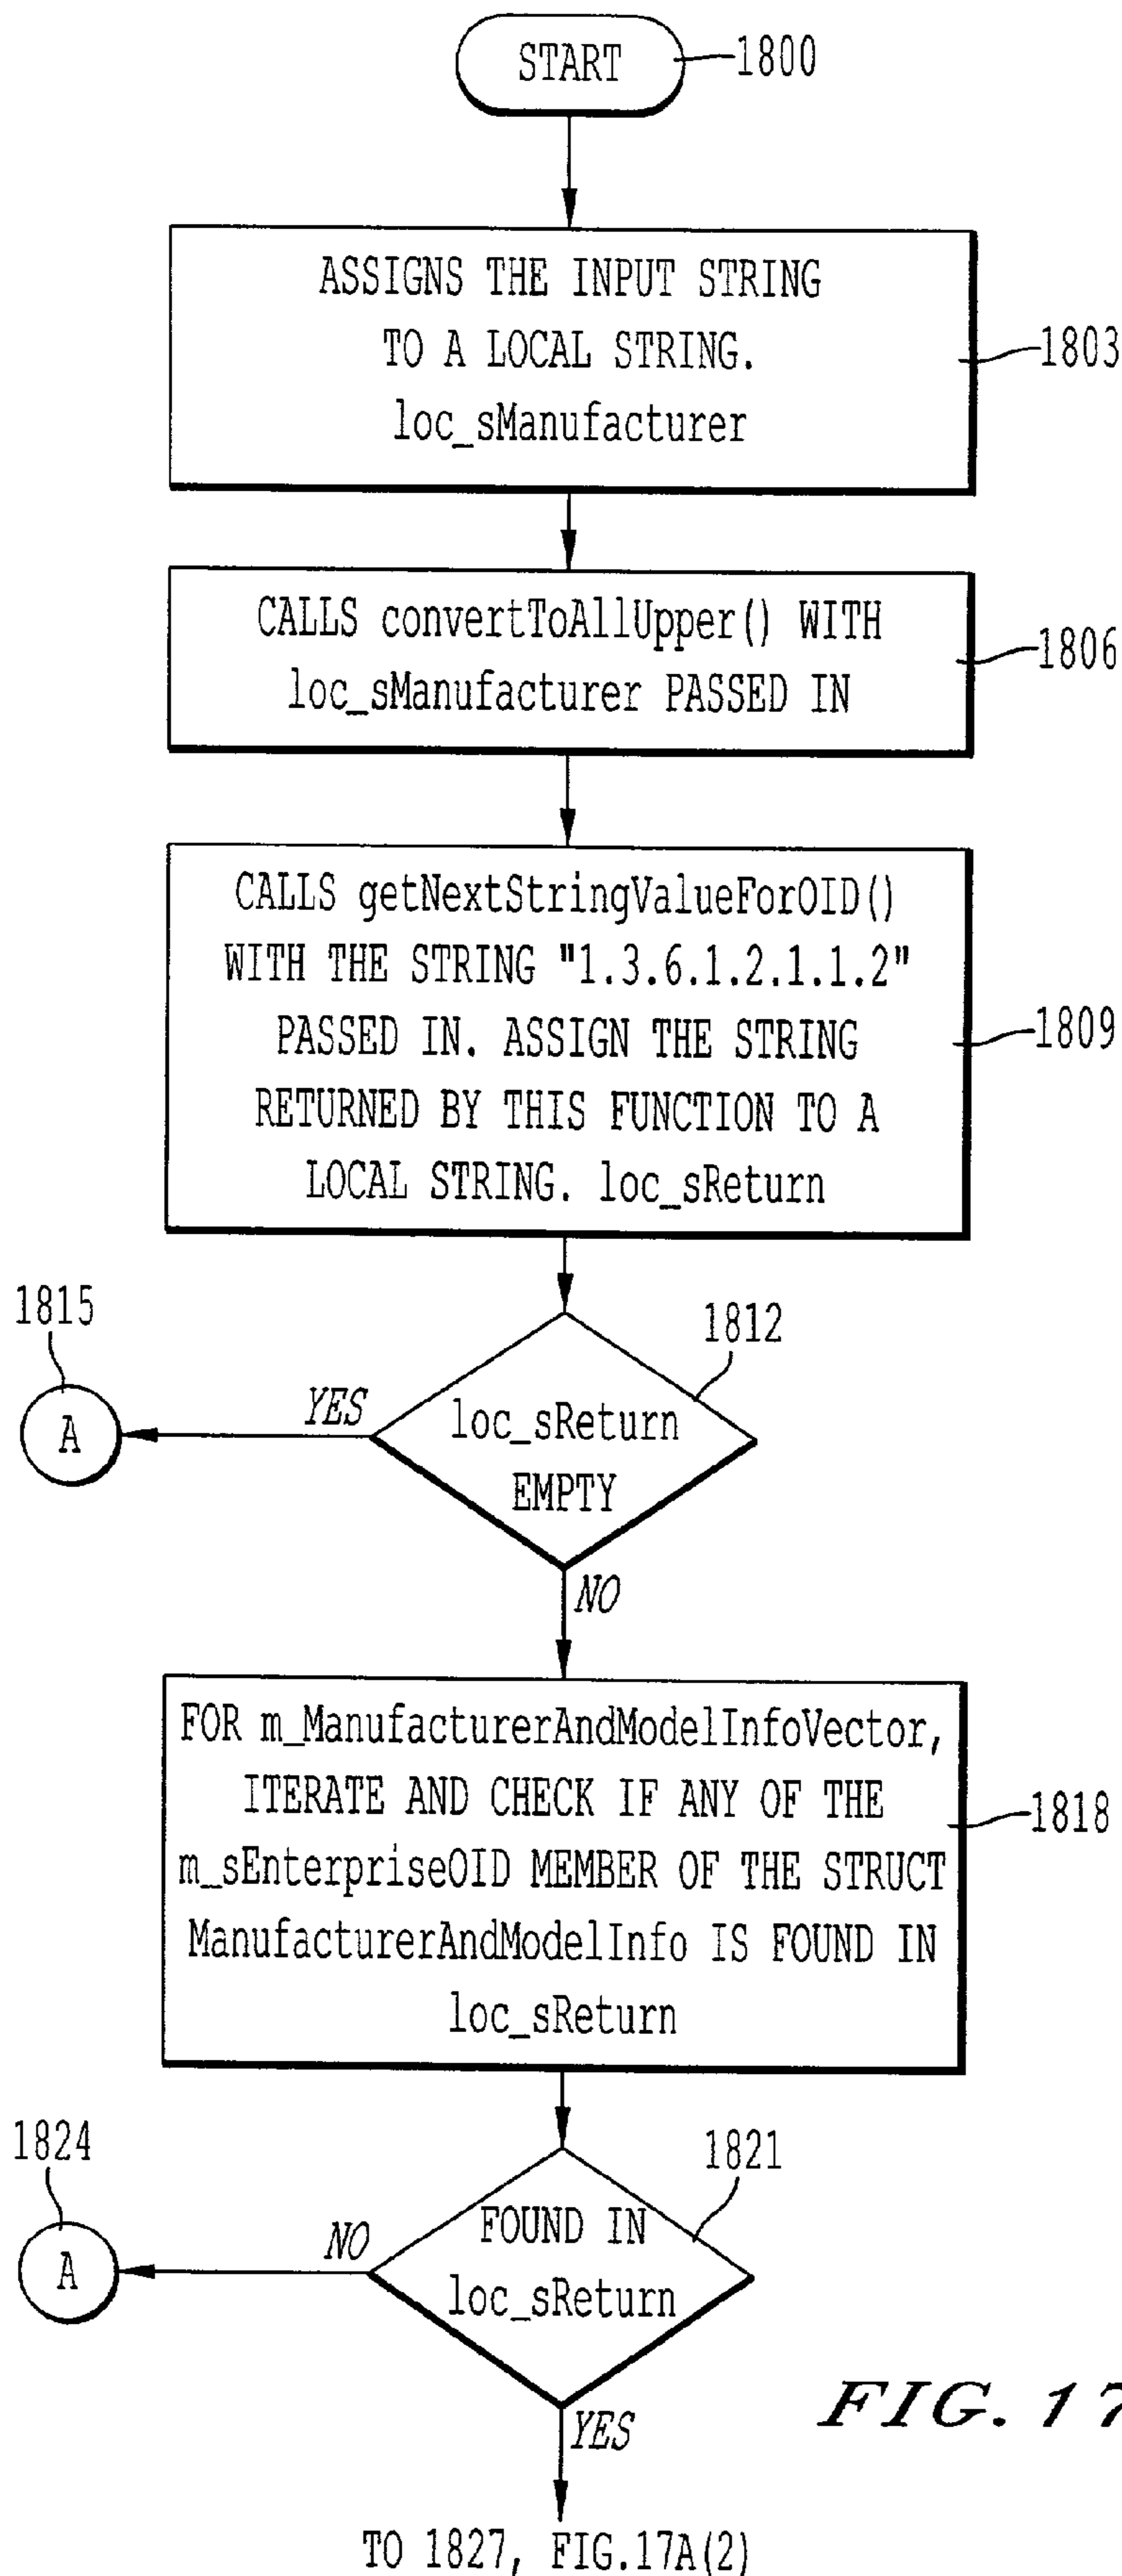 START
1800
ASSIGNS THE INPUT STRING
TO A LOCAL STRING.
loc_sManufacturer
1803
CALLS convertToAllUpper() WITH
loc_sManufacturer PASSED IN
1806
CALLS getNextStringValueForOID()
WITH THE STRING "1.3.6.1.2.1.1.2"
PASSED IN. ASSIGN THE STRING
RETURNED BY THIS FUNCTION TO A
LOCAL STRING. loc_sReturn
1809
1815
A
YES
1812
loc_sReturn
EMPTY
NO
FOR m_ManufacturerAndModelInfoVector,
ITERATE AND CHECK IF ANY OF THE
m_sEnterpriseOID MEMBER OF THE STRUCT
ManufacturerAndModelInfo IS FOUND IN
loc_sReturn
1818
1824
A
NO
1821
FOUND IN
loc_sReturn
YES
FIG. 17
TO 1827, FIG.17A(2)